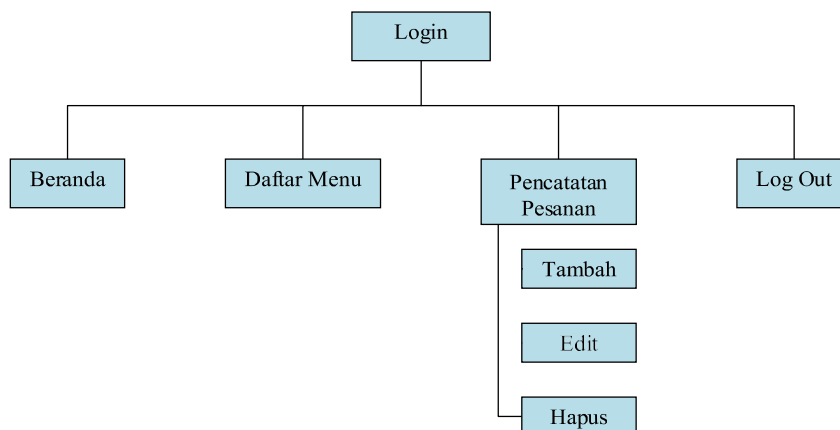 Login
Beranda
Daftar Menu
Pencatatan
Pesanan
Log Out
Tambah
Edit
Hapus